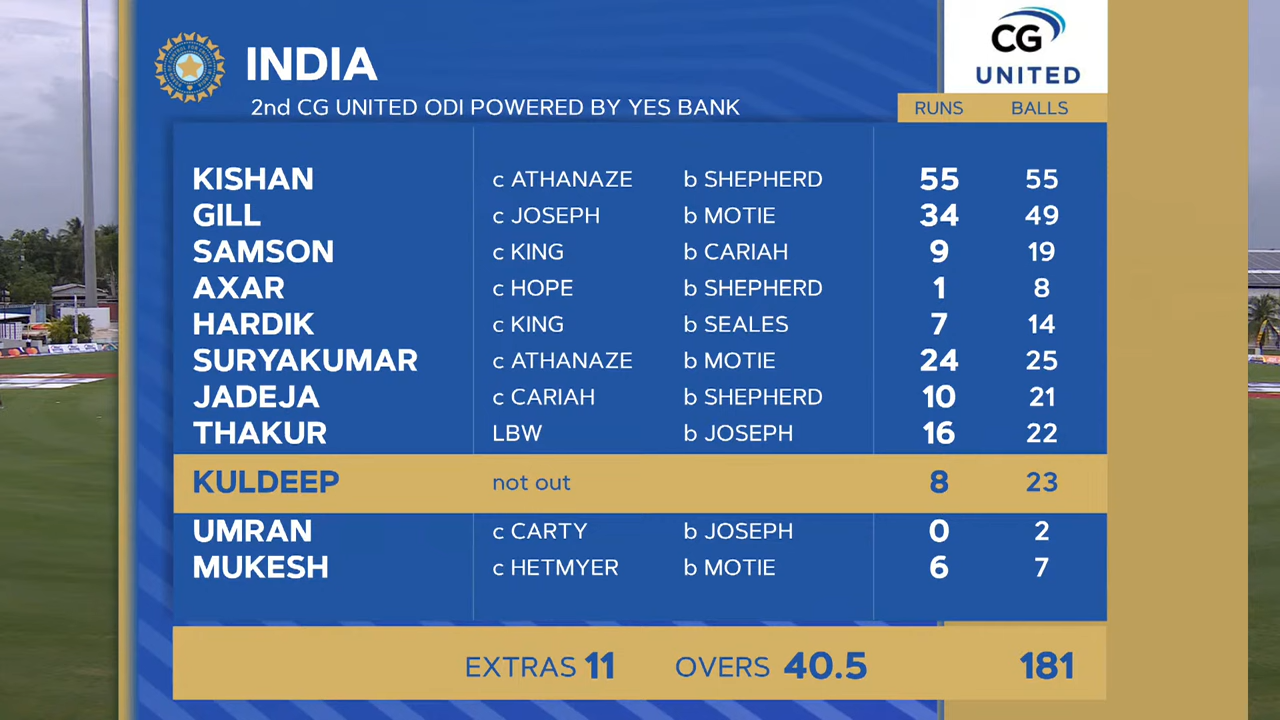 INDIA
2nd CG UNITED ODI POWERED BY YES BANK
CG
UNITED
RUNS BALLS
KISHAN c ATHANAZE b SHEPHERD 55 55
GILL c JOSEPH b MOTIE 34 49
SAMSON c KING b CARIAH 9 19
AXAR c HOPE b SHEPHERD 1 8
HARDIK c KING b SEALES 7 14
SURYAKUMAR c ATHANAZE b MOTIE 24 25
JADEJA c CARIAH b SHEPHERD 10 21
THAKUR LBW b JOSEPH 16 22
KULDEEP not out 8 23
UMRAN c CARTY b JOSEPH 0 2
MUKESH c HETMYER b MOTIE 6 7
EXTRAS 11 OVERS 40.5 181